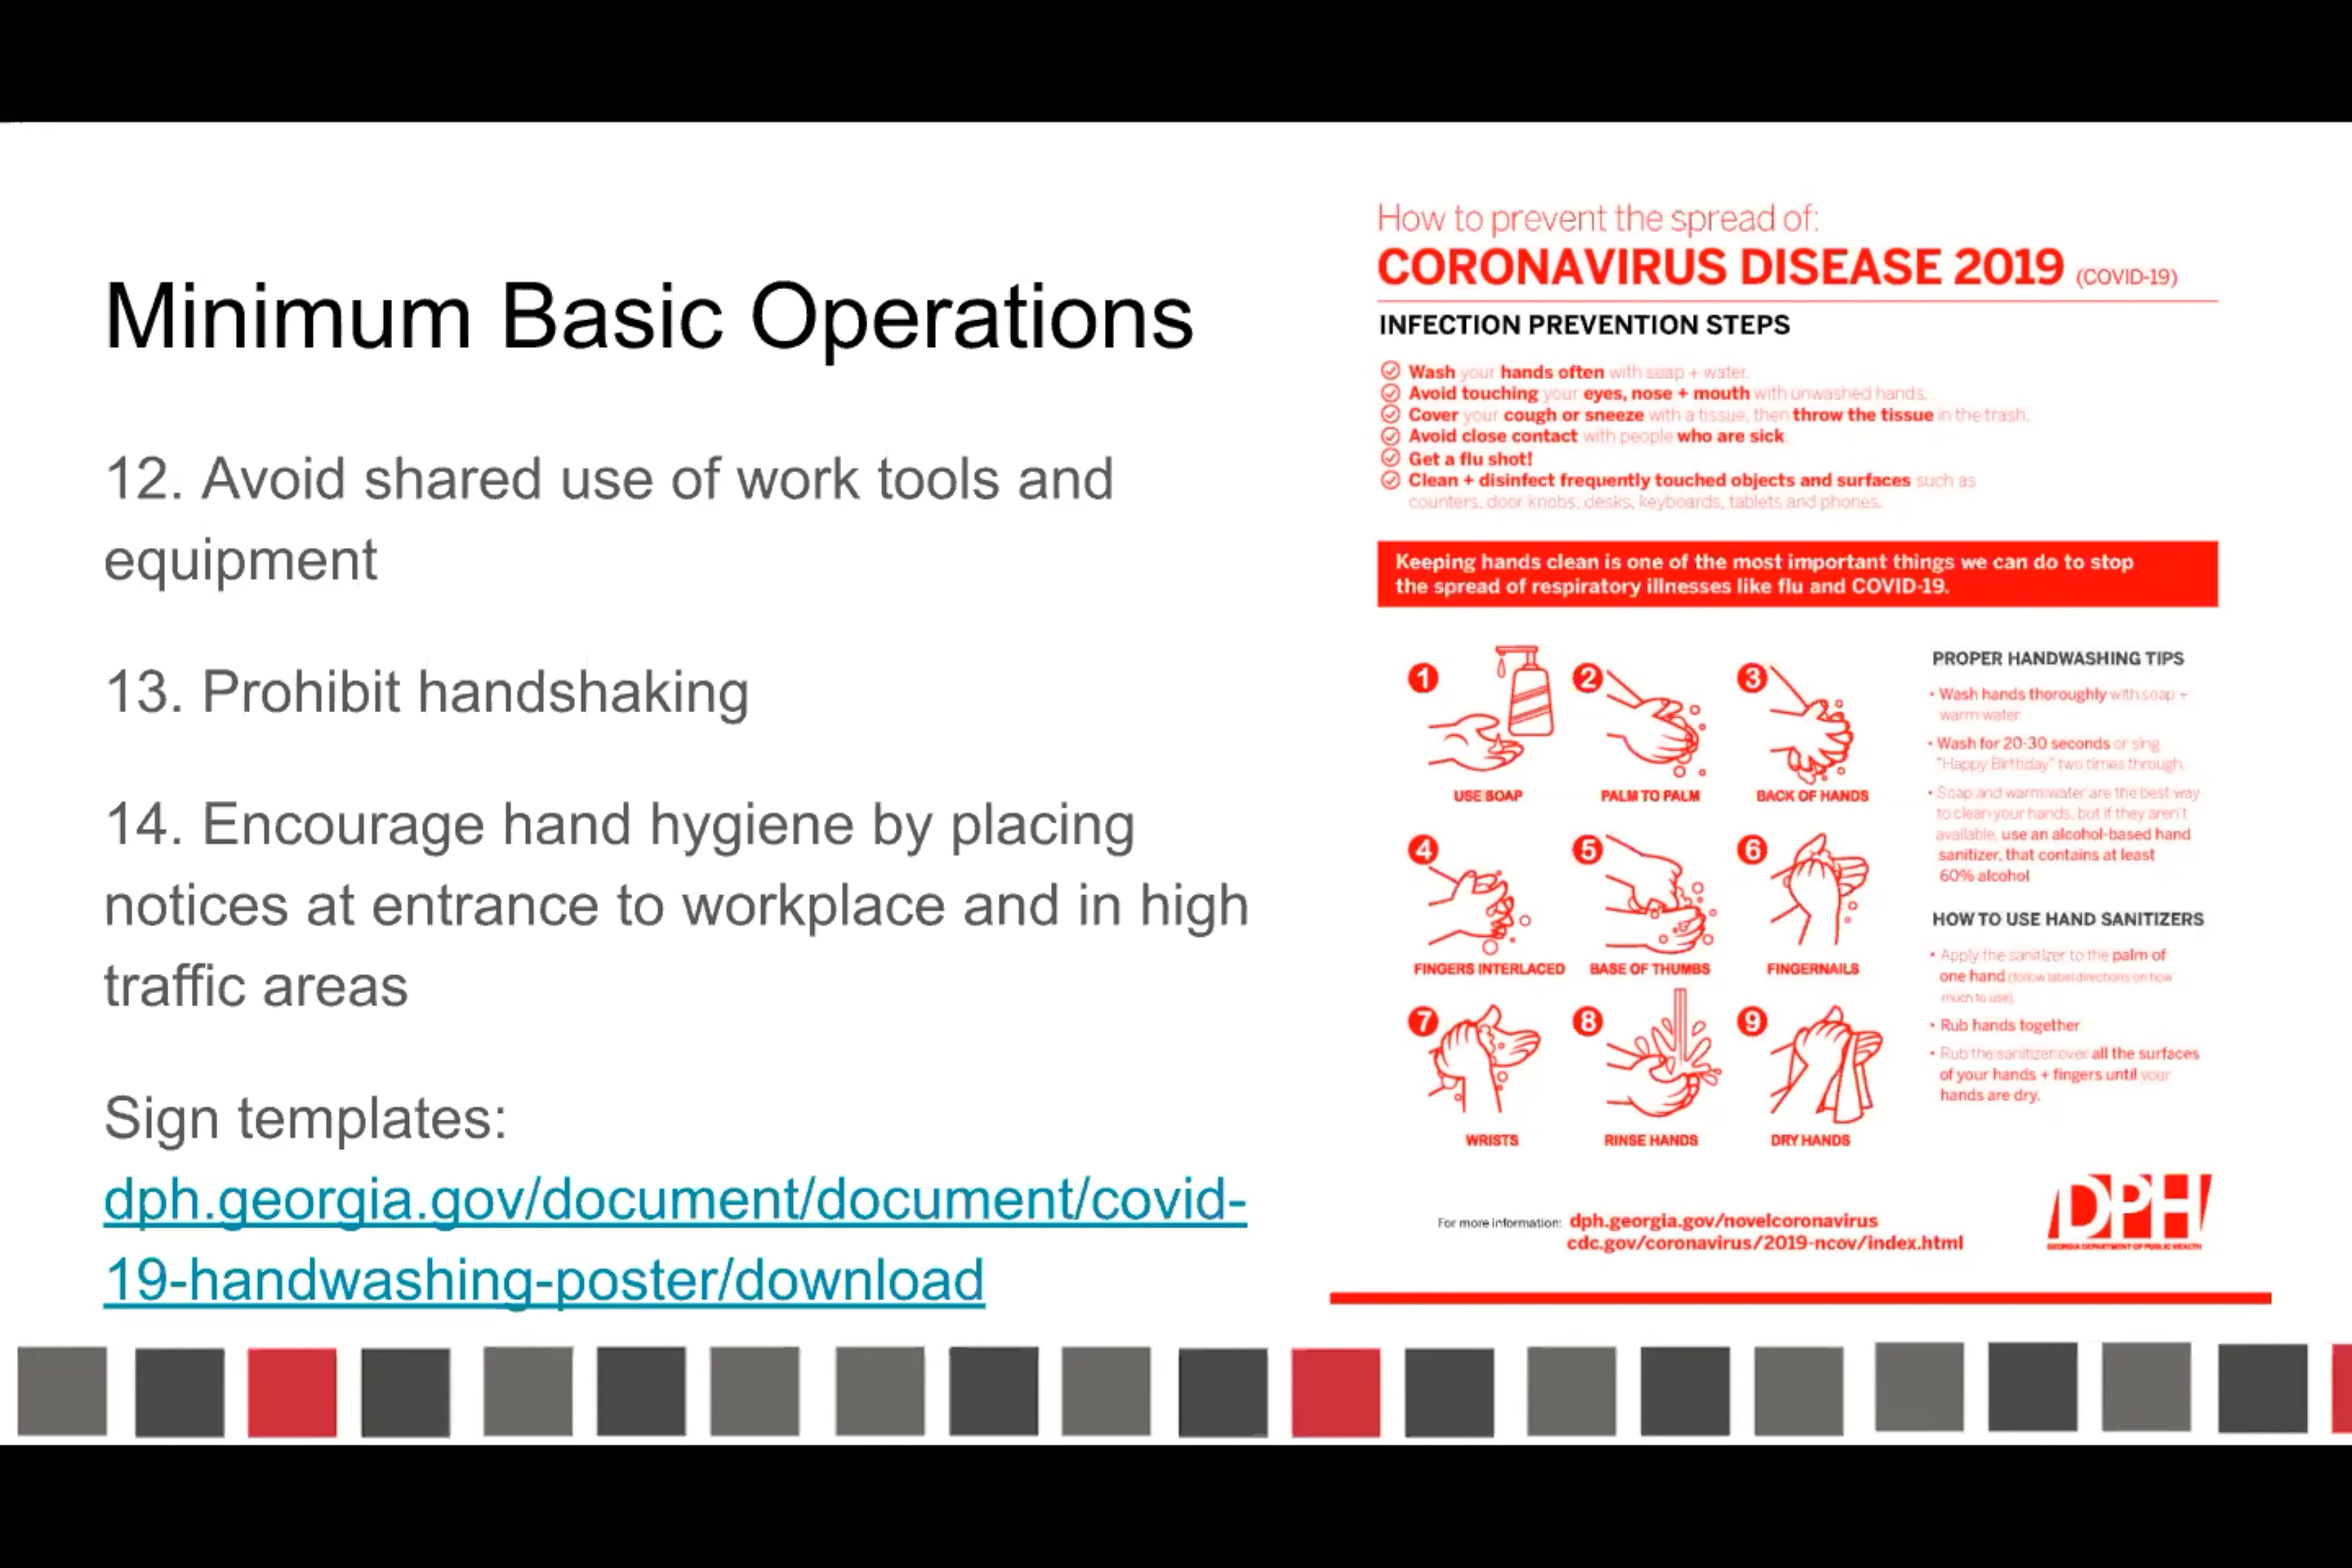 Minimum Basic Operations
12. Avoid shared use of work tools and
equipment
13. Prohibit handshaking
14. Encourage hand hygiene by placing
notices at entrance to workplace and in high
traffic areas
Sign templates:
dph.georgia.gov/document/document/covid-
19-handwashing-poster/download
How to prevent the spread of:
CORONAVIRUS DISEASE 2019 (COVID-19)
INFECTION PREVENTION STEPS
Wash your hands often with soap + water.
Avoid touching your eyes, nose + mouth with unwashed hands.
Cover your cough or sneeze with a tissue, then throw the tissue in the trash.
Avoid close contact with people who are sick.
Get a flu shot!
Clean + disinfect frequently touched objects and surfaces such as
counters, door knobs, desks, keyboards, tablets and phones.
Keeping hands clean is one of the most important things we can do to stop
the spread of respiratory illnesses like flu and COVID-19.
1
USE SOAP
2
PALM TO PALM
3
BACK OF HANDS
4
FINGERS INTERLACED
5
BASE OF THUMBS
6
FINGERNAILS
7
WRISTS
8
RINSE HANDS
9
DRY HANDS
PROPER HANDWASHING TIPS
• Wash hands thoroughly with soap +
warm water.
• Wash for 20-30 seconds or sing
"Happy Birthday" two times through.
• Soap and warm water are the best way
to clean your hands, but if they aren't
available, use an alcohol-based hand
sanitizer, that contains at least
60% alcohol
HOW TO USE HAND SANITIZERS
• Apply the sanitizer to the palm of
one hand (follow label directions on how
much to use)
• Rub hands together
• Rub the sanitizer over all the surfaces
of your hands + fingers until your
hands are dry.
For more information: dph.georgia.gov/novelcoronavirus
cdc.gov/coronavirus/2019-ncov/index.html
DPH
GEORGIA DEPARTMENT OF PUBLIC HEALTH